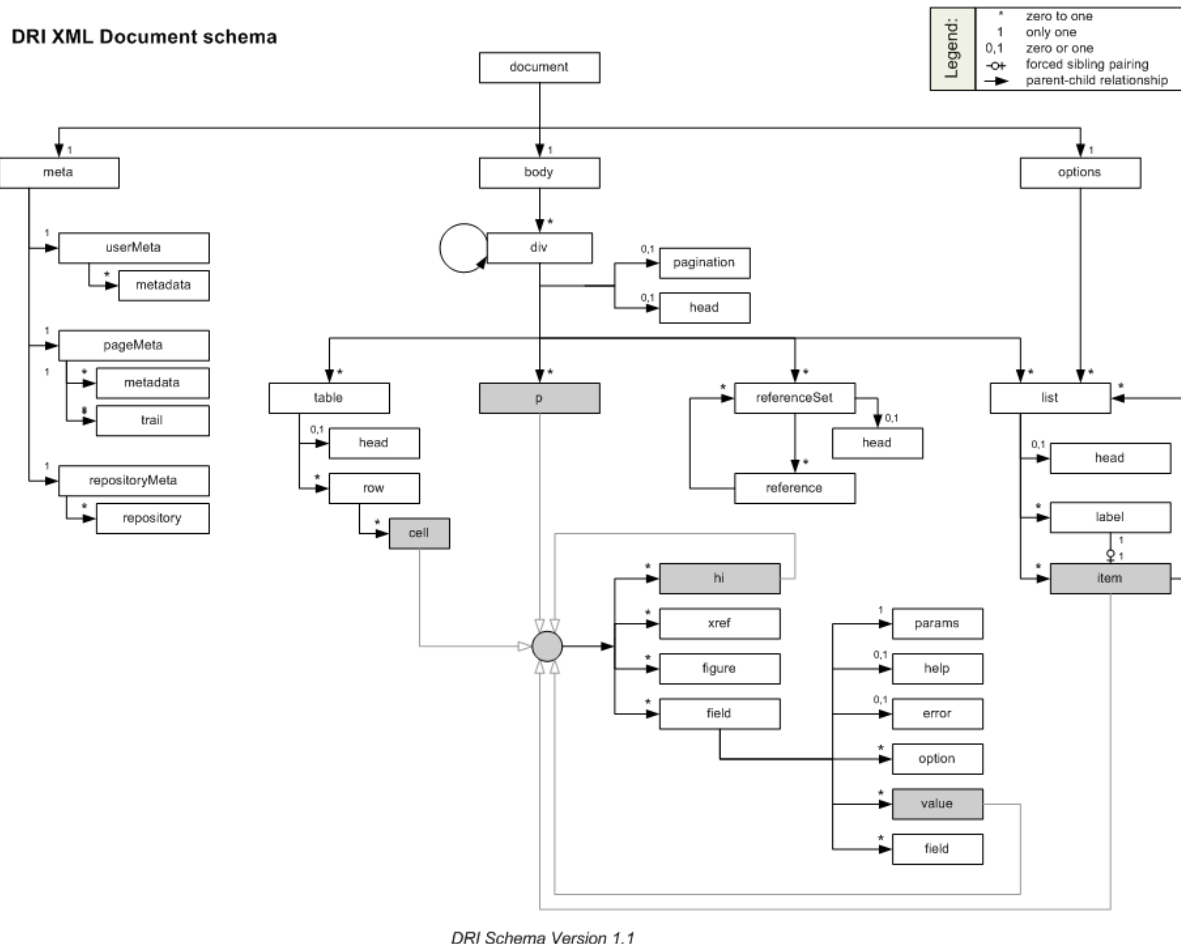 DRI XML Document schema
Legend:
* zero to one
1 only one
0,1 zero or one
forced sibling pairing
parent-child relationship
document
1
1
1
meta
body
options
*
1
userMeta
div
*
metadata
0,1
pagination
0,1
head
1
pageMeta
1
*
metadata
*
trail
*
*
*
*
*
*
table
p
*
referenceSet
list
0,1
head
0,1
head
0,1
head
1
repositoryMeta
*
row
*
reference
*
repository
*
label
*
cell
1
1
*
hi
*
item
*
xref
1
params
*
figure
0,1
help
*
field
0,1
error
*
option
*
value
*
field
DRI Schema Version 1.1